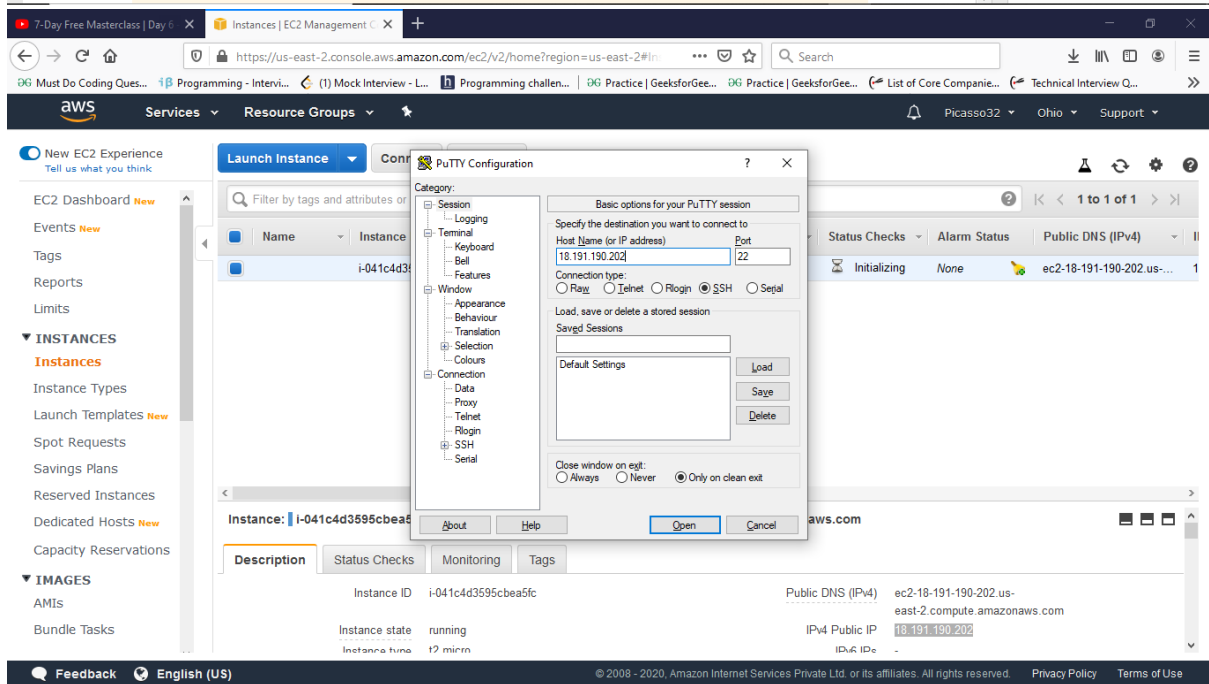 7-Day Free Masterclass | Day 6
Instances | EC2 Management C
https://us-east-2.console.aws.amazon.com/ec2/v2/home?region=us-east-2#In
Search
Must Do Coding Ques...
Programming - Intervi...
(1) Mock Interview - L...
Programming challen...
Practice | GeeksforGee...
Practice | GeeksforGee...
List of Core Companie...
Technical Interview Q...
aws
Services
Resource Groups
Picasso32
Ohio
Support
New EC2 Experience
Tell us what you think
EC2 Dashboard New
Events New
Tags
Reports
Limits
INSTANCES
Instances
Instance Types
Launch Templates New
Spot Requests
Savings Plans
Reserved Instances
Dedicated Hosts New
Capacity Reservations
IMAGES
AMIs
Bundle Tasks
Launch Instance
Conn
Filter by tags and attributes or
1 to 1 of 1
Name
Instance
Status Checks
Alarm Status
Public DNS (IPv4)
i-041c4d35
Initializing
None
ec2-18-191-190-202.us-...
PuTTY Configuration
Category:
Session
Logging
Terminal
Keyboard
Bell
Features
Window
Appearance
Behaviour
Translation
Selection
Colours
Connection
Data
Proxy
Telnet
Rlogin
SSH
Serial
Basic options for your PuTTY session
Specify the destination you want to connect to
Host Name (or IP address)
Port
18.191.190.202
22
Connection type:
Raw
Telnet
Rlogin
SSH
Serial
Load, save or delete a stored session
Saved Sessions
Default Settings
Load
Save
Delete
Close window on exit:
Always
Never
Only on clean exit
About
Help
Open
Cancel
Instance: i-041c4d3595cbea5
aws.com
Description
Status Checks
Monitoring
Tags
Instance ID i-041c4d3595cbea5fc
Public DNS (IPv4) ec2-18-191-190-202.us-
east-2.compute.amazonaws.com
Instance state running
IPv4 Public IP 18.191.190.202
Instance type t2.micro
IPv6 IPs -
Feedback
English (US)
© 2008 - 2020, Amazon Internet Services Private Ltd. or its affiliates. All rights reserved.
Privacy Policy
Terms of Use